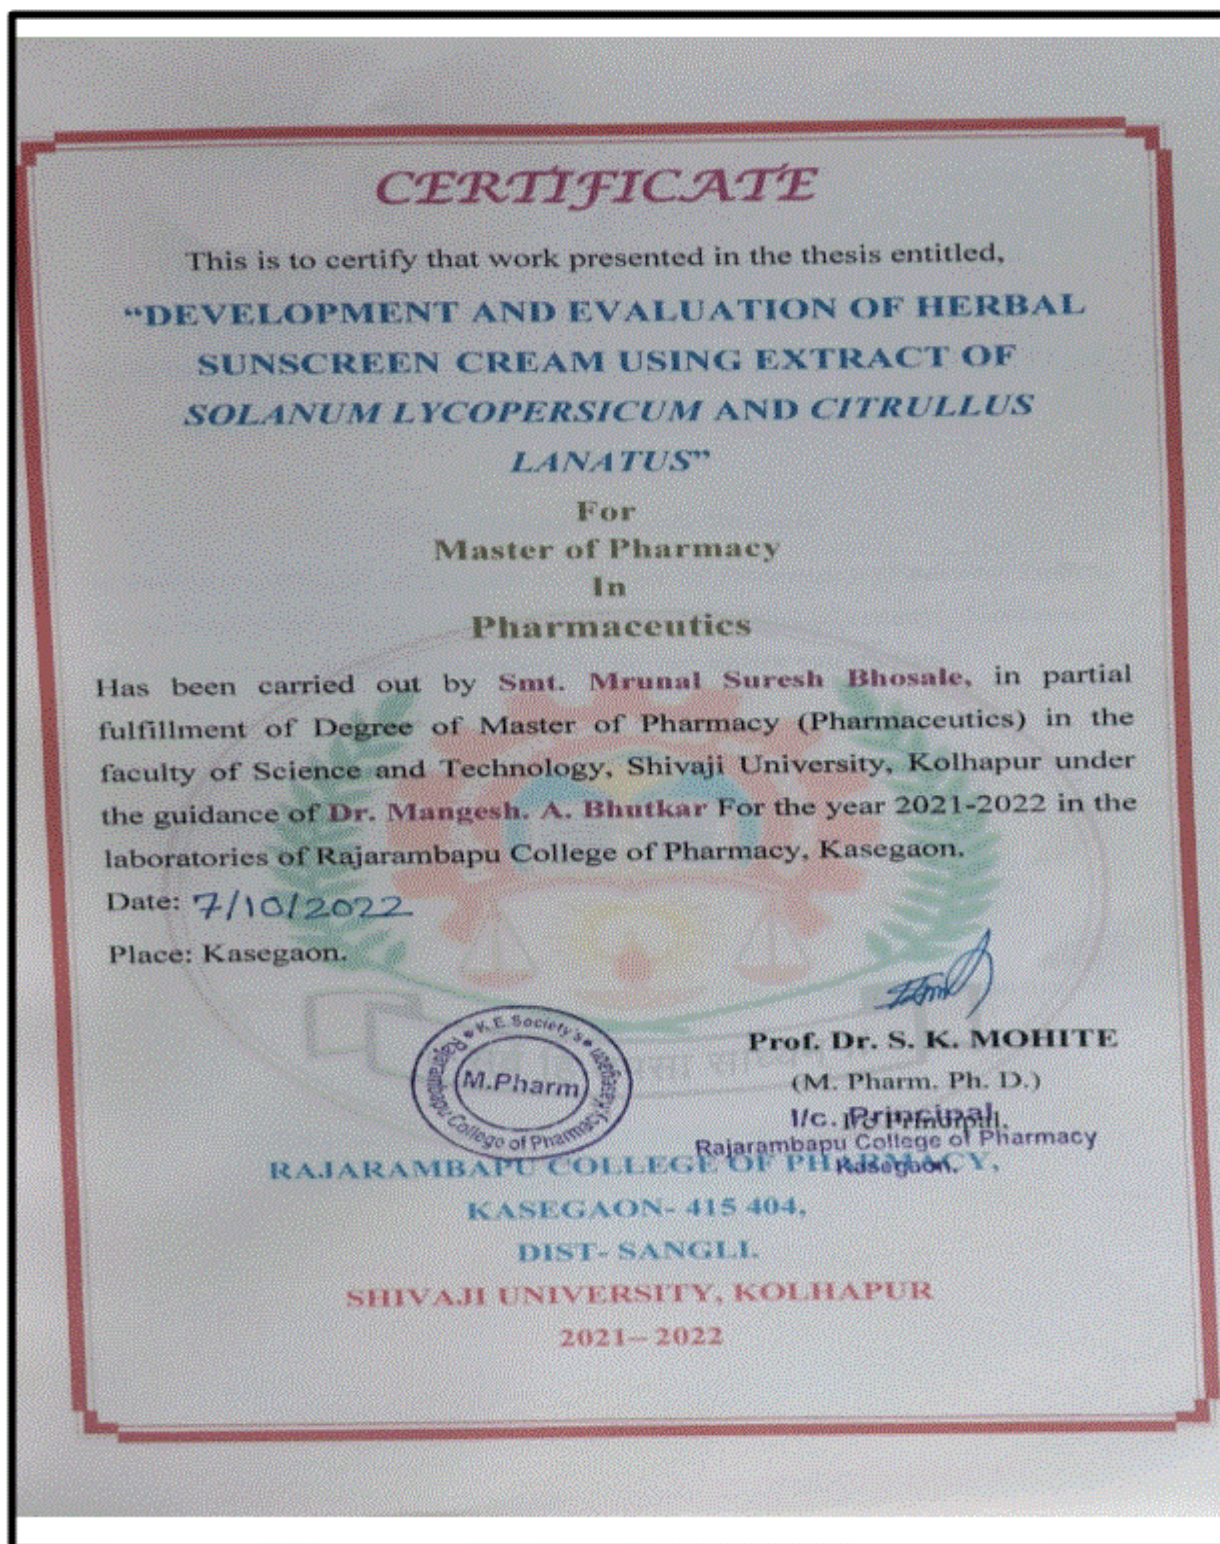 CERTIFICATE
This is to certify that work presented in the thesis entitled,
“DEVELOPMENT AND EVALUATION OF HERBAL
SUNSCREEN CREAM USING EXTRACT OF
SOLANUM LYCOPERSICUM AND CITRULLUS
LANATUS”
For
Master of Pharmacy
In
Pharmaceutics
Has been carried out by Smt. Mrunal Suresh Bhosale, in partial
fulfillment of Degree of Master of Pharmacy (Pharmaceutics) in the
faculty of Science and Technology, Shivaji University, Kolhapur under
the guidance of Dr. Mangesh. A. Bhutkar For the year 2021-2022 in the
laboratories of Rajarambapu College of Pharmacy, Kasegaon.
Date: 7/10/2022
Place: Kasegaon.
K.E. Society's
Rajarambapu College of Pharmacy, Kasegaon
M.Pharm
Prof. Dr. S. K. MOHITE
(M. Pharm. Ph. D.)
I/c. Principal
Rajarambapu College of Pharmacy
Kasegaon.
RAJARAMBAPU COLLEGE OF PHARMACY,
KASEGAON- 415 404,
DIST- SANGLI.
SHIVAJI UNIVERSITY, KOLHAPUR
2021– 2022